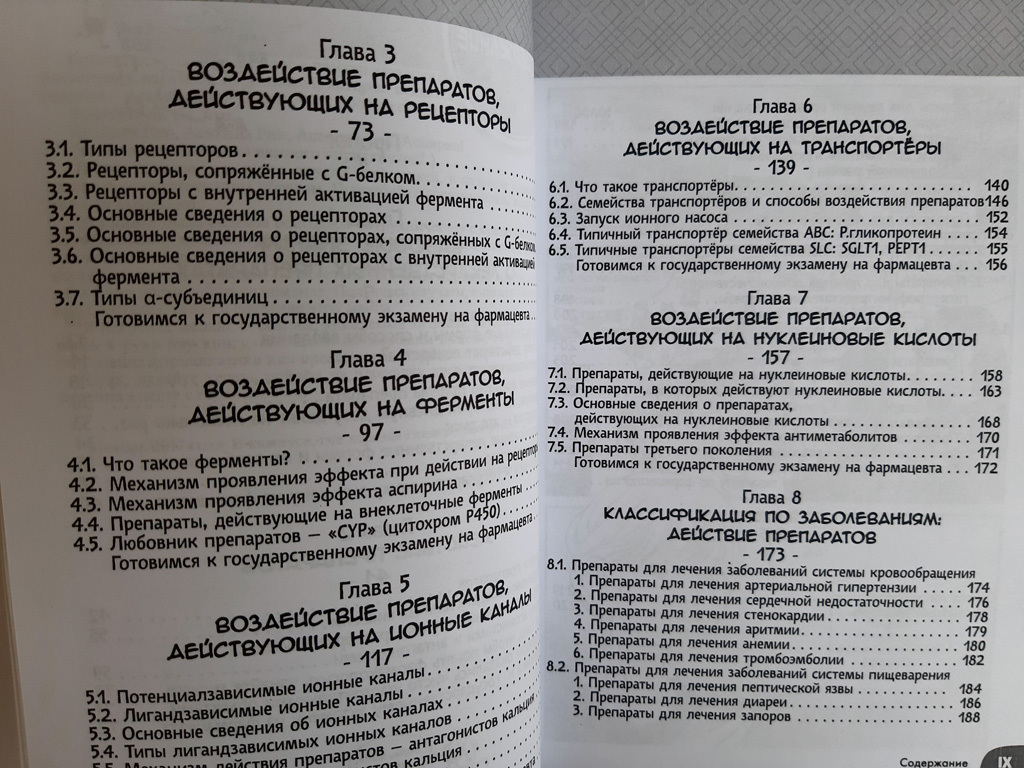 Глава 3
ВОЗДЕЙСТВИЕ ПРЕПАРАТОВ,
ДЕЙСТВУЮЩИХ НА РЕЦЕПТОРЫ
- 73 -
3.1. Типы рецепторов
3.2. Рецепторы, сопряжённые с G-белком
3.3. Рецепторы с внутренней активацией фермента
3.4. Основные сведения о рецепторах
3.5. Основные сведения о рецепторах, сопряжённых с G-белком
3.6. Основные сведения о рецепторах с внутренней активацией
фермента
3.7. Типы α-субъединиц
Готовимся к государственному экзамену на фармацевта
Глава 4
ВОЗДЕЙСТВИЕ ПРЕПАРАТОВ,
ДЕЙСТВУЮЩИХ НА ФЕРМЕНТЫ
- 97 -
4.1. Что такое ферменты?
4.2. Механизм проявления эффекта при действии на
4.3. Механизм проявления эффекта аспирина
4.4. Препараты, действующие на внеклеточные ферменты
4.5. Любовник препаратов – «CYP» (цитохром P450)
Готовимся к государственному экзамену на фармацевта
Глава 5
ВОЗДЕЙСТВИЕ ПРЕПАРАТОВ,
ДЕЙСТВУЮЩИХ НА ИОННЫЕ КАНАЛЫ
- 117 -
5.1. Потенциалзависимые ионные каналы
5.2. Лигандзависимые ионные каналы
5.3. Основные сведения об ионных каналах
5.4. Типы лигандзависимых ионных каналов
5.5. Механизм действия препаратов – антагонистов кальция
кальция
Глава 6
ВОЗДЕЙСТВИЕ ПРЕПАРАТОВ,
ДЕЙСТВУЮЩИХ НА ТРАНСПОРТЁРЫ
- 139 -
6.1. Что такое транспортёры. 140
6.2. Семейства транспортёров и способы воздействия препаратов 146
6.3. Запуск ионного насоса 152
6.4. Типичный транспортёр семейства ABC: P.гликопротеин 154
6.5. Типичные транспортёры семейства SLC: SGLT1, PEPT1 155
Готовимся к государственному экзамену на фармацевта 156
Глава 7
ВОЗДЕЙСТВИЕ ПРЕПАРАТОВ,
ДЕЙСТВУЮЩИХ НА НУКЛЕИНОВЫЕ КИСЛОТЫ
- 157 -
7.1. Препараты, действующие на нуклеиновые кислоты 158
7.2. Препараты, в которых действуют нуклеиновые кислоты 163
7.3. Основные сведения о препаратах,
действующих на нуклеиновые кислоты 168
7.4. Механизм проявления эффекта антиметаболитов 170
7.5. Препараты третьего поколения 171
Готовимся к государственному экзамену на фармацевта 172
Глава 8
КЛАССИФИКАЦИЯ ПО ЗАБОЛЕВАНИЯМ:
ДЕЙСТВИЕ ПРЕПАРАТОВ
- 173 -
8.1. Препараты для лечения заболеваний системы кровообращения
1. Препараты для лечения артериальной гипертензии 174
2. Препараты для лечения сердечной недостаточности 176
3. Препараты для лечения стенокардии 178
4. Препараты для лечения аритмии 179
5. Препараты для лечения анемии 180
6. Препараты для лечения тромбоэмболии 182
8.2. Препараты для лечения заболеваний системы пищеварения
1. Препараты для лечения пептической язвы 184
2. Препараты для лечения диареи 186
3. Препараты для лечения запоров 188
Содержание IX